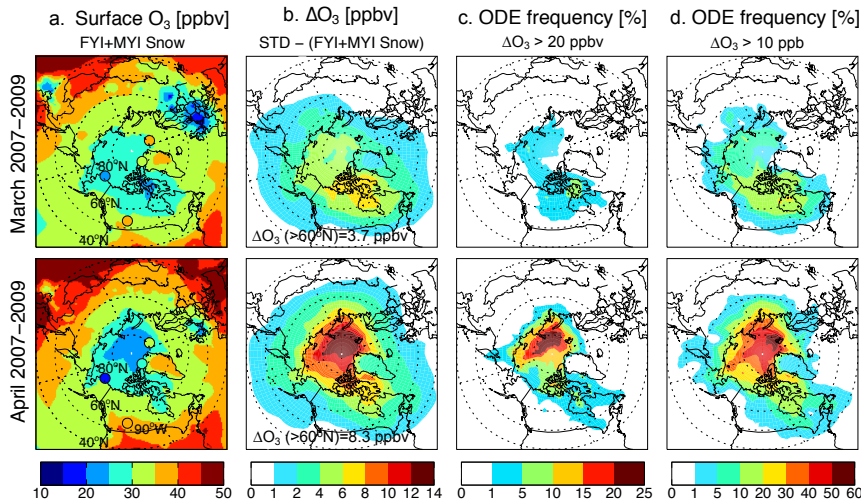 a. Surface O₃ [ppbv] b. ΔO₃ [ppbv] c. ODE frequency [%] d. ODE frequency [%]
FYI+MYI Snow STD − (FYI+MYI Snow) ΔO₃ > 20 ppbv ΔO₃ > 10 ppb
March 2007−2009
80°N
60°N
40°N
ΔO₃ (>60°N)=3.7 ppbv
April 2007−2009
80°N
60°N
90°W
40°N
ΔO₃ (>60°N)=8.3 ppbv
10 20 30 40 50 0 1 2 4 6 8 10 12 14 0 1 5 10 15 20 25 0 1 5 10 20 30 40 50 60